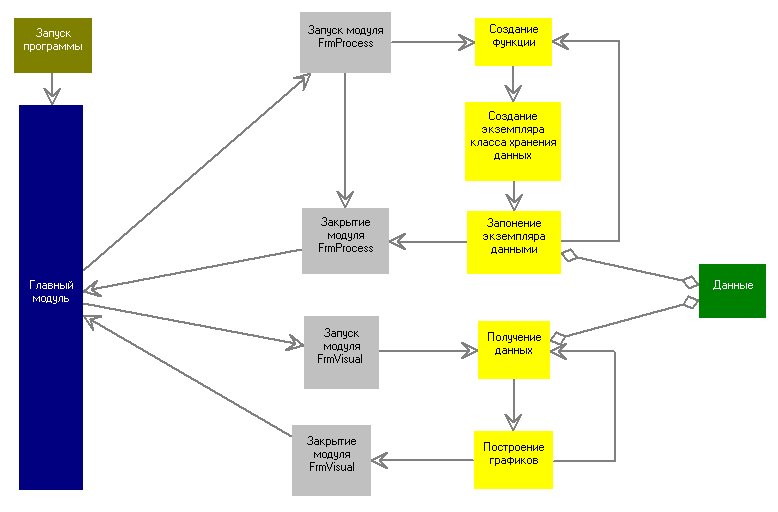 Запуск
программы
Запуск модуля
FrmProcess
Создание
функции
Создание
экземпляра
класса хранения
данных
Закрытие
модуля
FrmProcess
Запонение
экземпляра
данными
Главный
модуль
Данные
Запуск
модуля
FrmVisual
Получение
данных
Закрытие
модуля
FrmVisual
Построение
графиков